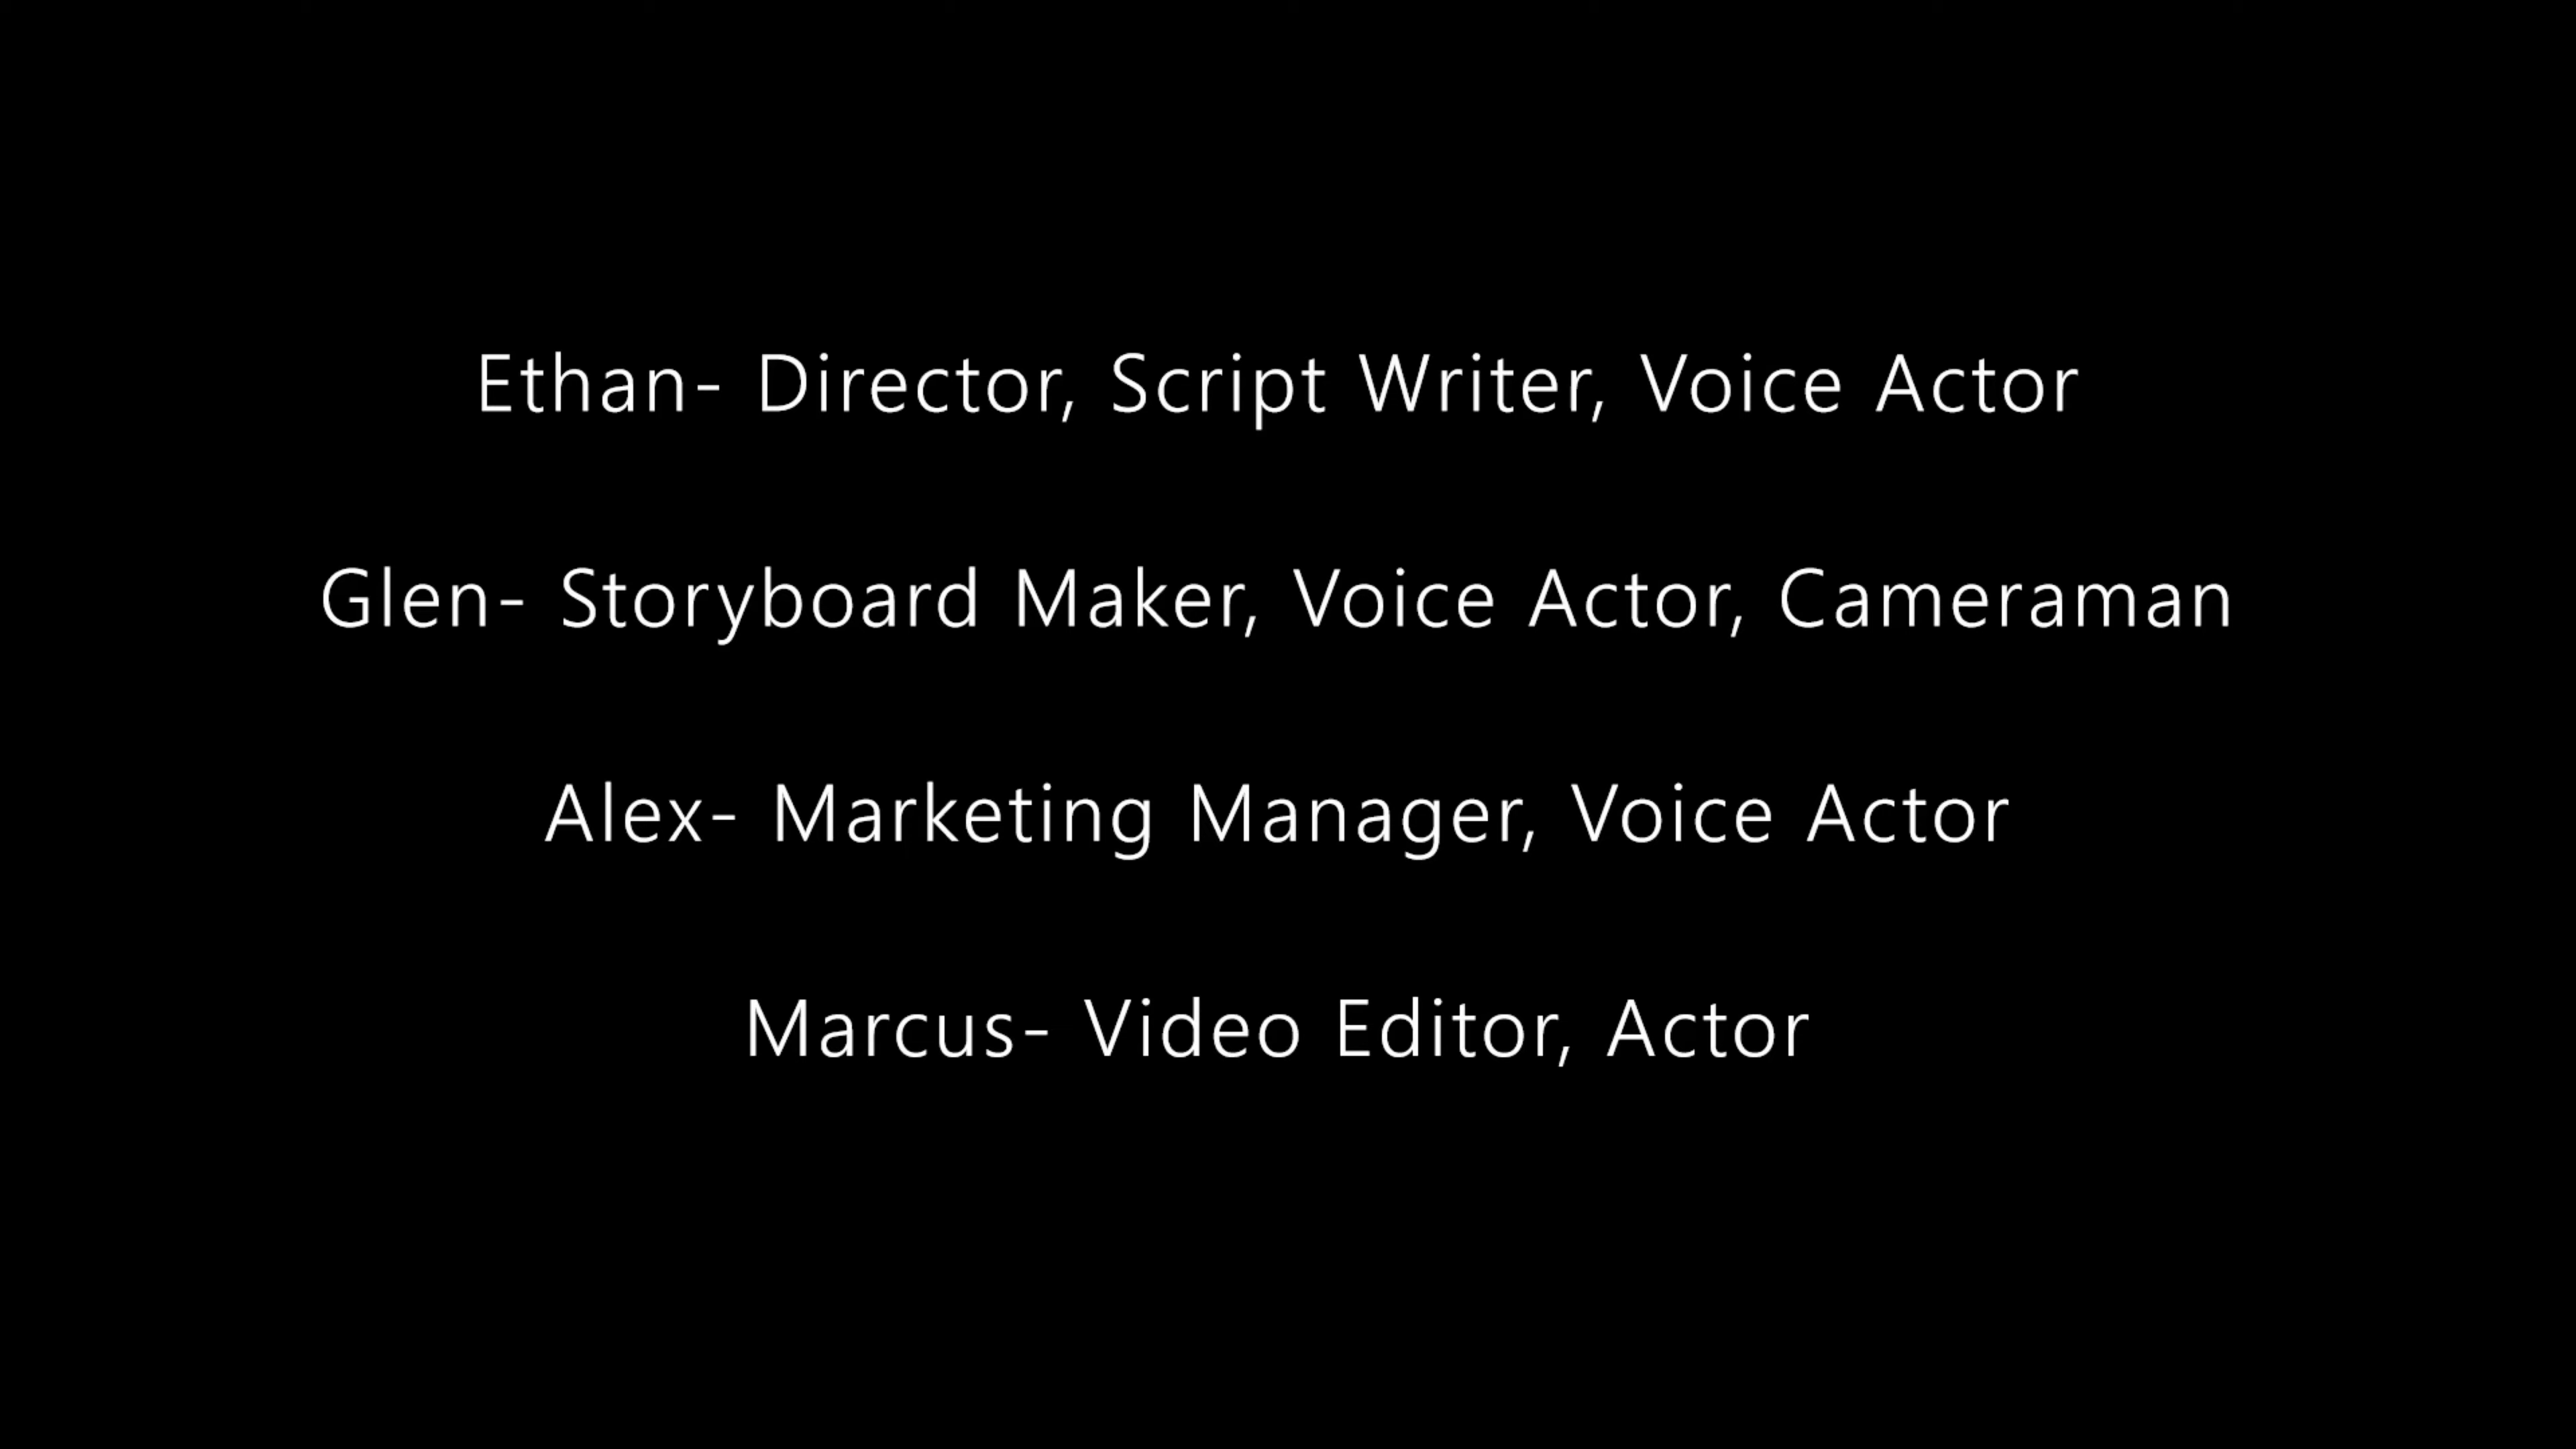 Ethan- Director, Script Writer, Voice Actor
Glen- Storyboard Maker, Voice Actor, Cameraman
Alex- Marketing Manager, Voice Actor
Marcus- Video Editor, Actor